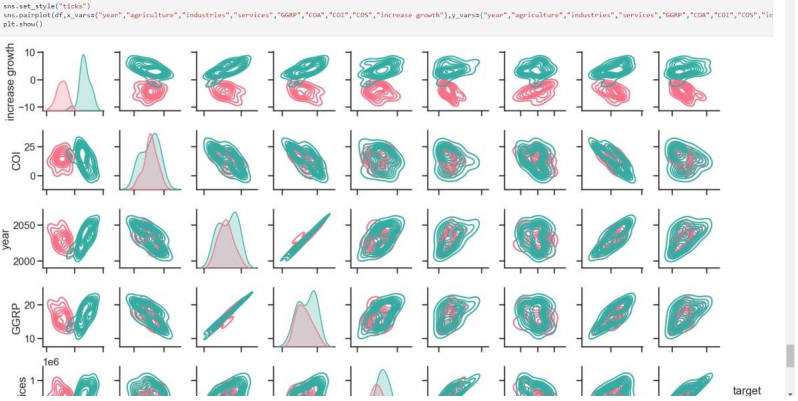 sns.set_style("ticks")
sns.pairplot(df,x_vars={"year","agriculture","industries","services","GGRP","COA","COI","COS","increase growth"},y_vars={"year","agriculture","industries","services","GGRP","COA","COI","COS","in
plt.show()
increase growth
10
0
−10
COI
25
0
year
2050
2000
GGRP
20
10
1e6
ices
1
target